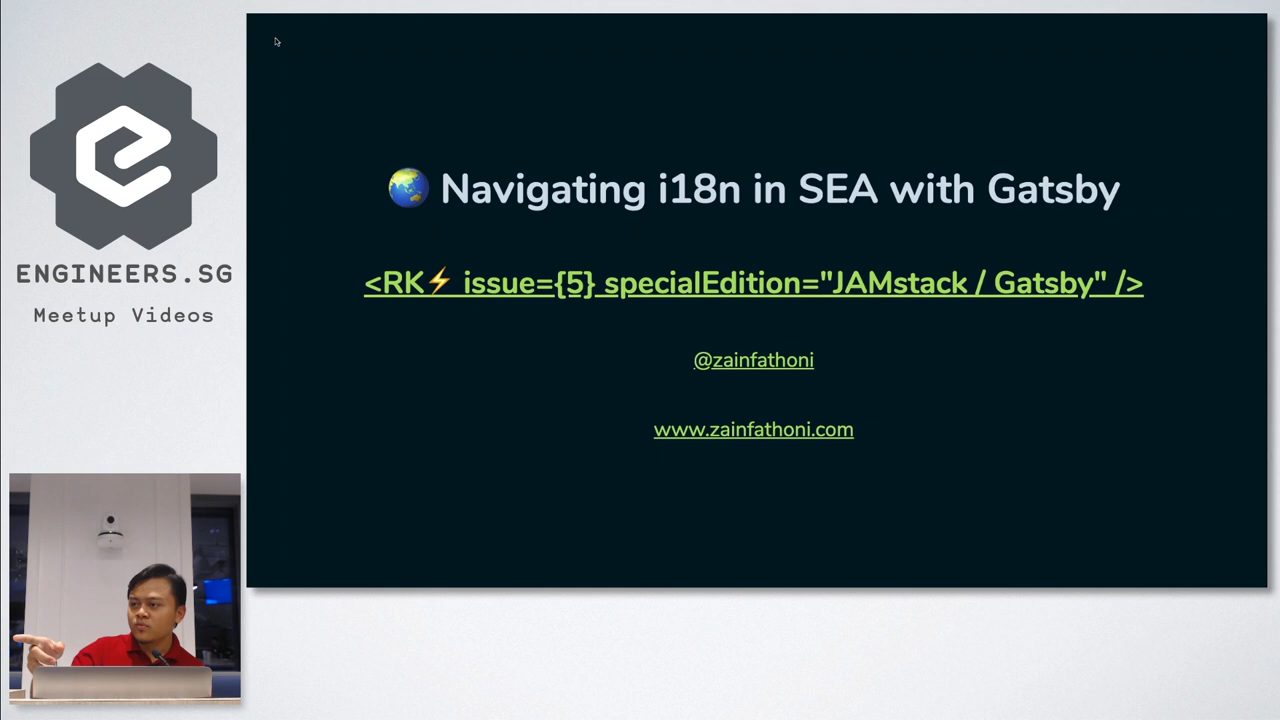 ENGINEERS.SG
Meetup Videos
🌏 Navigating i18n in SEA with Gatsby
<RK⚡ issue={5} specialEdition="JAMstack / Gatsby" />
@zainfathoni
www.zainfathoni.com